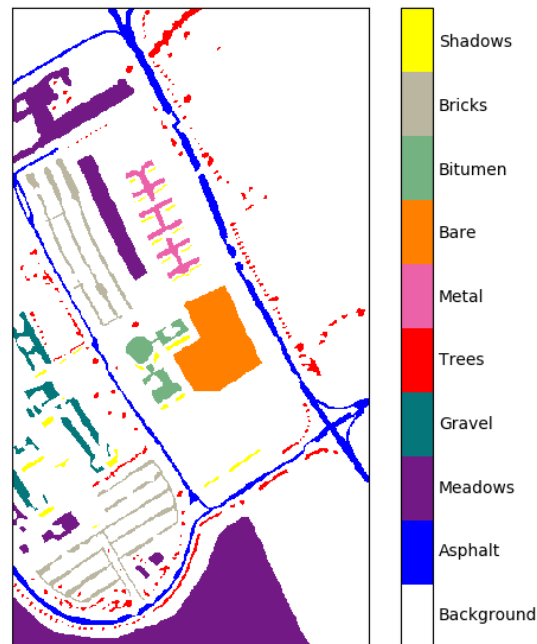 Shadows
Bricks
Bitumen
Bare
Metal
Trees
Gravel
Meadows
Asphalt
Background